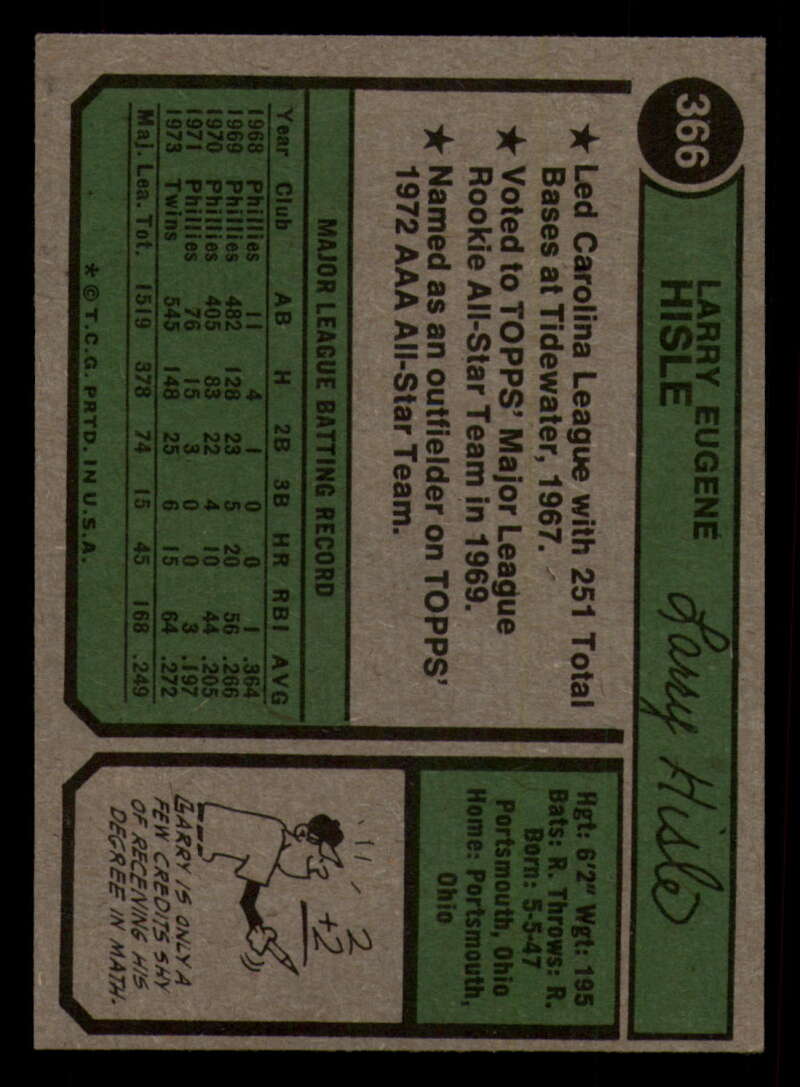 366
LARRY EUGENE
HISLE
Larry Hisle
★ Led Carolina League with 251 Total
Bases at Tidewater, 1967.
★ Voted to TOPPS' Major League
Rookie All-Star Team in 1969.
★ Named as an outfielder on TOPPS'
1972 AAA All-Star Team.
MAJOR LEAGUE BATTING RECORD
Year Club AB H 2B 3B HR RBI AVG
1968 Phillies 11 4 1 0 0 1 .364
1969 Phillies 482 128 23 5 20 56 .266
1970 Phillies 405 83 22 4 10 44 .205
1971 Phillies 76 15 3 0 0 3 .197
1973 Twins 545 148 25 6 15 64 .272
Maj. Lea. Tot. 1519 378 74 15 45 168 .249
* © T.C.G. PRTD. IN U.S.A.
Hgt: 6'2" Wgt: 195
Bats: R. Throws: R.
Born: 5-5-47
Portsmouth, Ohio
Home: Portsmouth,
Ohio
2
+2
LARRY IS ONLY A
FEW CREDITS SHY
OF RECEIVING HIS
DEGREE IN MATH.